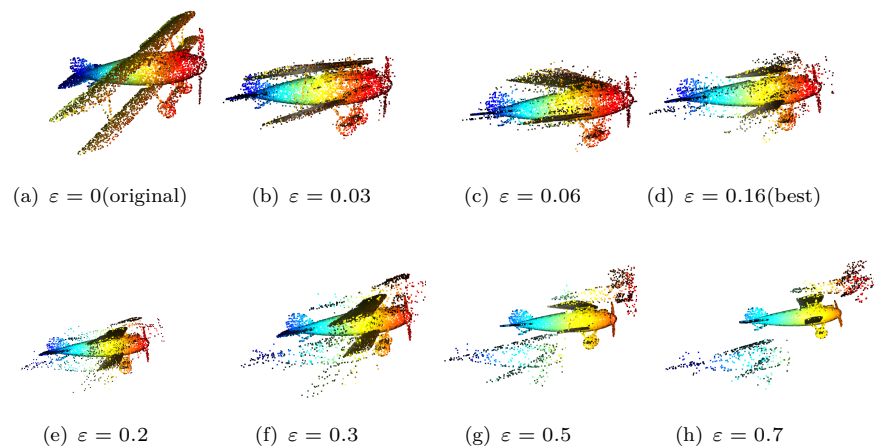 (a) ε = 0(original) (b) ε = 0.03 (c) ε = 0.06 (d) ε = 0.16(best)
(e) ε = 0.2 (f) ε = 0.3 (g) ε = 0.5 (h) ε = 0.7